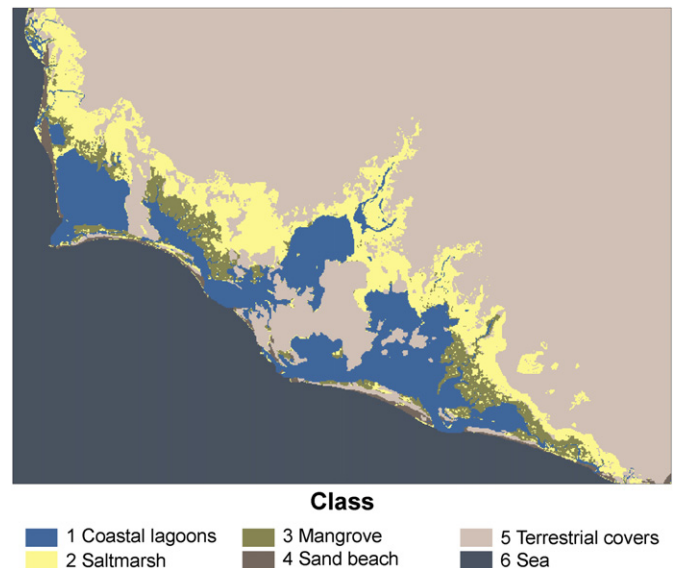 Class
1 Coastal lagoons
3 Mangrove
5 Terrestrial covers
2 Saltmarsh
4 Sand beach
6 Sea